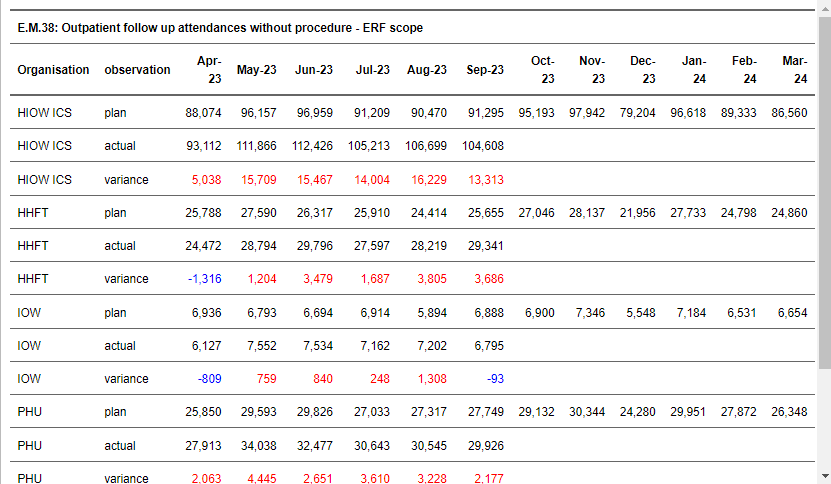 E.M.38: Outpatient follow up attendances without procedure - ERF scope
Organisation observation Apr-23 May-23 Jun-23 Jul-23 Aug-23 Sep-23 Oct-23 Nov-23 Dec-23 Jan-24 Feb-24 Mar-24
HIOW ICS plan 88,074 96,157 96,959 91,209 90,470 91,295 95,193 97,942 79,204 96,618 89,333 86,560
HIOW ICS actual 93,112 111,866 112,426 105,213 106,699 104,608
HIOW ICS variance 5,038 15,709 15,467 14,004 16,229 13,313
HHFT plan 25,788 27,590 26,317 25,910 24,414 25,655 27,046 28,137 21,956 27,733 24,798 24,860
HHFT actual 24,472 28,794 29,796 27,597 28,219 29,341
HHFT variance -1,316 1,204 3,479 1,687 3,805 3,686
IOW plan 6,936 6,793 6,694 6,914 5,894 6,888 6,900 7,346 5,548 7,184 6,531 6,654
IOW actual 6,127 7,552 7,534 7,162 7,202 6,795
IOW variance -809 759 840 248 1,308 -93
PHU plan 25,850 29,593 29,826 27,033 27,317 27,749 29,132 30,344 24,280 29,951 27,872 26,348
PHU actual 27,913 34,038 32,477 30,643 30,545 29,926
PHU variance 2,063 4,445 2,651 3,610 3,228 2,177